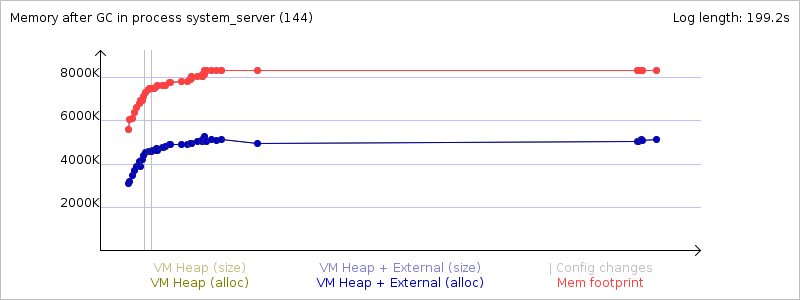 Memory after GC in process system_server (144)
Log length: 199.2s
8000K
6000K
4000K
2000K
VM Heap (size)
VM Heap + External (size)
| Config changes
VM Heap (alloc)
VM Heap + External (alloc)
Mem footprint